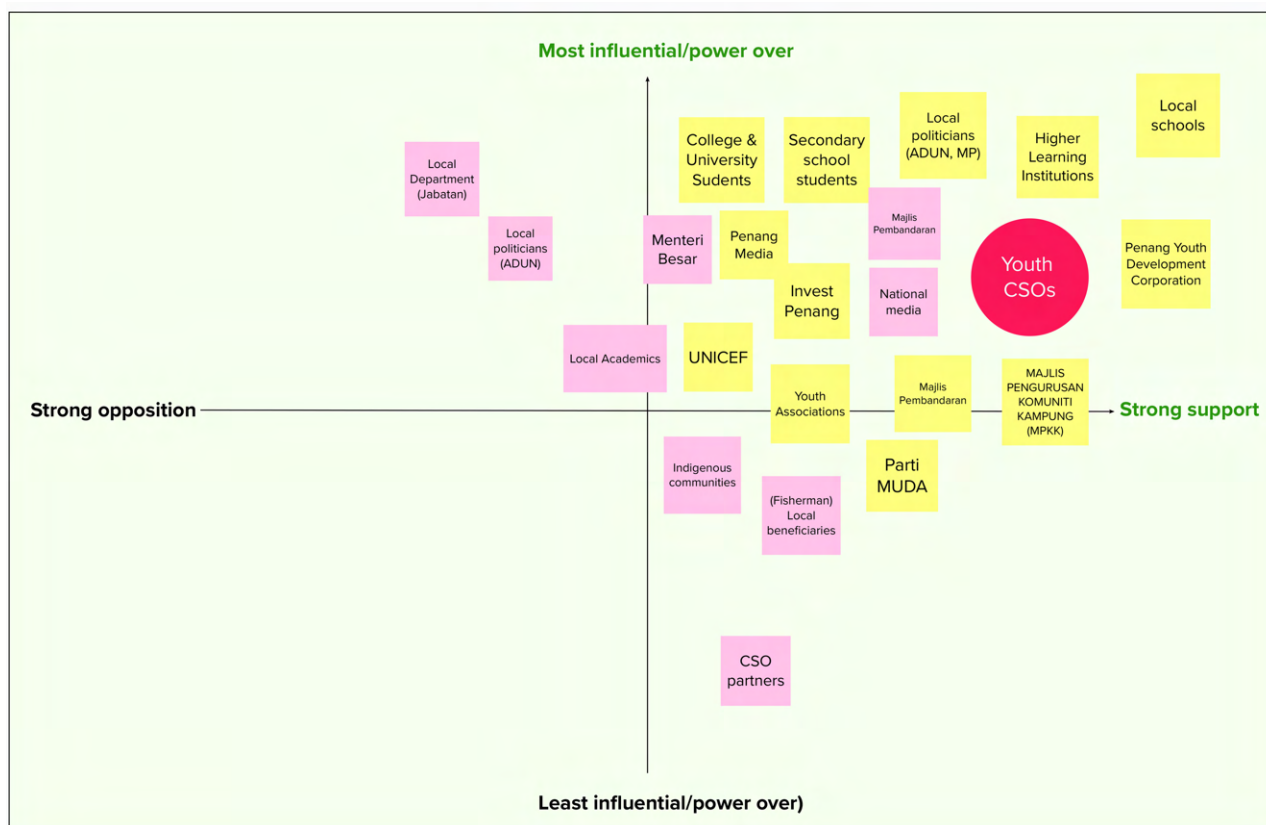 Most influential/power over
Local
schools
Local
politicians
(ADUN, MP)
College &
University
Sudents
Secondary
school
students
Higher
Learning
Institutions
Local
Department
(Jabatan)
Majlis
Pembandaran
Local
politicians
(ADUN)
Menteri
Besar
Penang
Media
Youth
CSOs
Penang Youth
Development
Corporation
Invest
Penang
National
media
Local Academics
UNICEF
Youth
Associations
Majlis
Pembandaran
MAJLIS
PENGURUSAN
KOMUNITI
KAMPUNG
(MPKK)
Strong opposition
Strong support
Indigenous
communities
Parti
MUDA
(Fisherman)
Local
beneficiaries
CSO
partners
Least influential/power over)